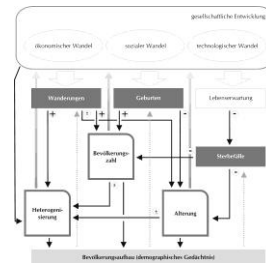 gesellschaftliche Entwicklung
ökonomischer Wandel
sozialer Wandel
technologischer Wandel
Wanderungen
Geburten
Lebenserwartung
+
+
+
-
-
-
Bevölkerungs-
zahl
Sterbefälle
Heterogeni-
sierung
Alterung
Bevölkerungsaufbau (demographisches Gedächtnis)